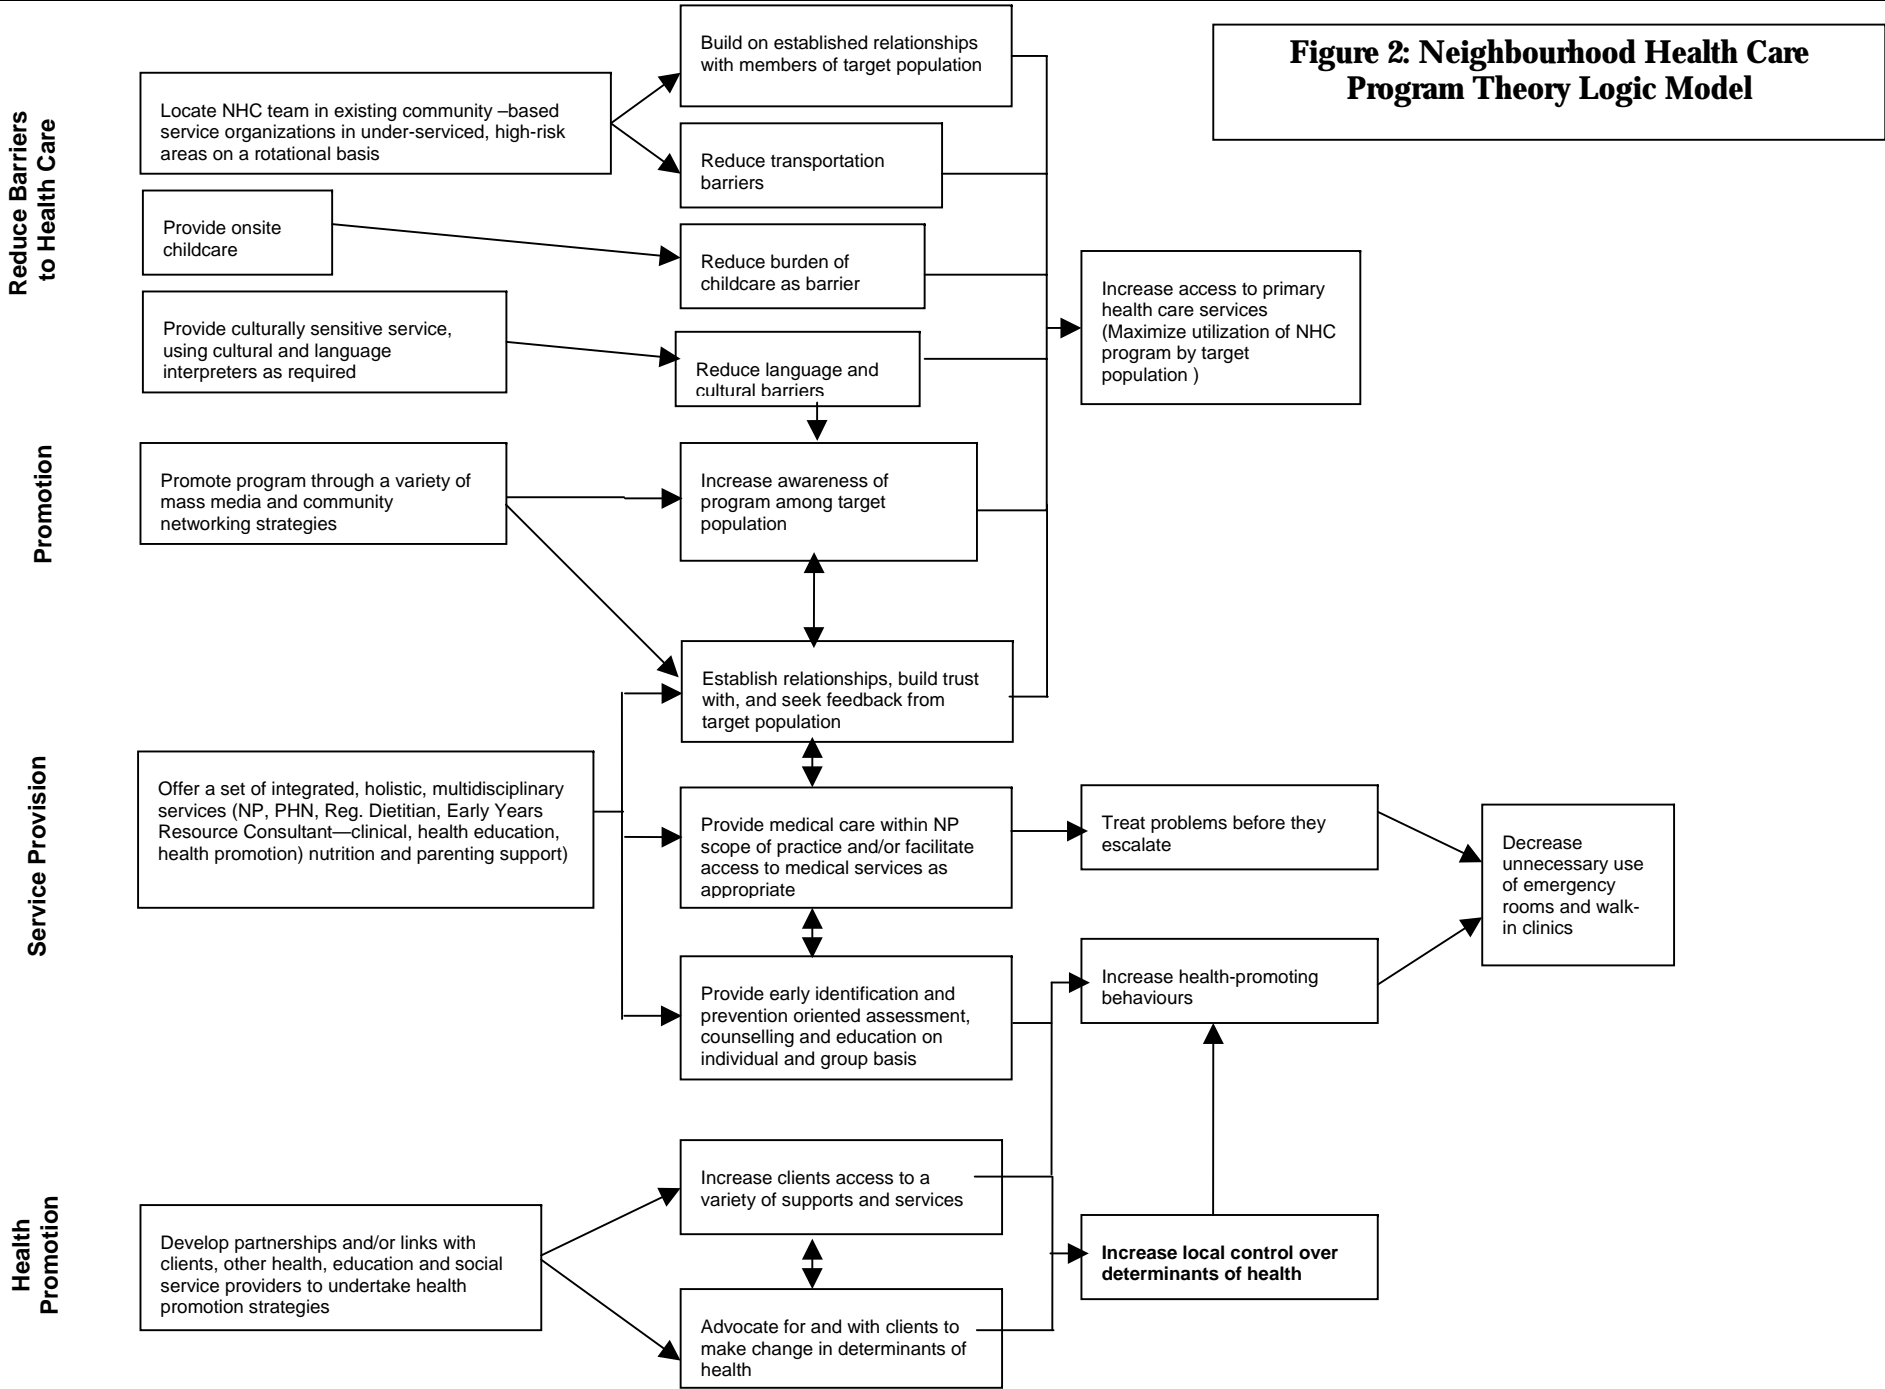 Figure 2: Neighbourhood Health Care
Program Theory Logic Model
Reduce Barriers
to Health Care
Locate NHC team in existing community –based
service organizations in under-serviced, high-risk
areas on a rotational basis
Build on established relationships
with members of target population
Reduce transportation
barriers
Provide onsite
childcare
Reduce burden of
childcare as barrier
Provide culturally sensitive service,
using cultural and language
interpreters as required
Reduce language and
cultural barriers
Increase access to primary
health care services
(Maximize utilization of NHC
program by target
population )
Promotion
Promote program through a variety of
mass media and community
networking strategies
Increase awareness of
program among target
population
Service Provision
Offer a set of integrated, holistic, multidisciplinary
services (NP, PHN, Reg. Dietitian, Early Years
Resource Consultant—clinical, health education,
health promotion) nutrition and parenting support)
Establish relationships, build trust
with, and seek feedback from
target population
Provide medical care within NP
scope of practice and/or facilitate
access to medical services as
appropriate
Provide early identification and
prevention oriented assessment,
counselling and education on
individual and group basis
Treat problems before they
escalate
Increase health-promoting
behaviours
Decrease
unnecessary use
of emergency
rooms and walk-
in clinics
Health
Promotion
Develop partnerships and/or links with
clients, other health, education and social
service providers to undertake health
promotion strategies
Increase clients access to a
variety of supports and services
Advocate for and with clients to
make change in determinants of
health
Increase local control over
determinants of health